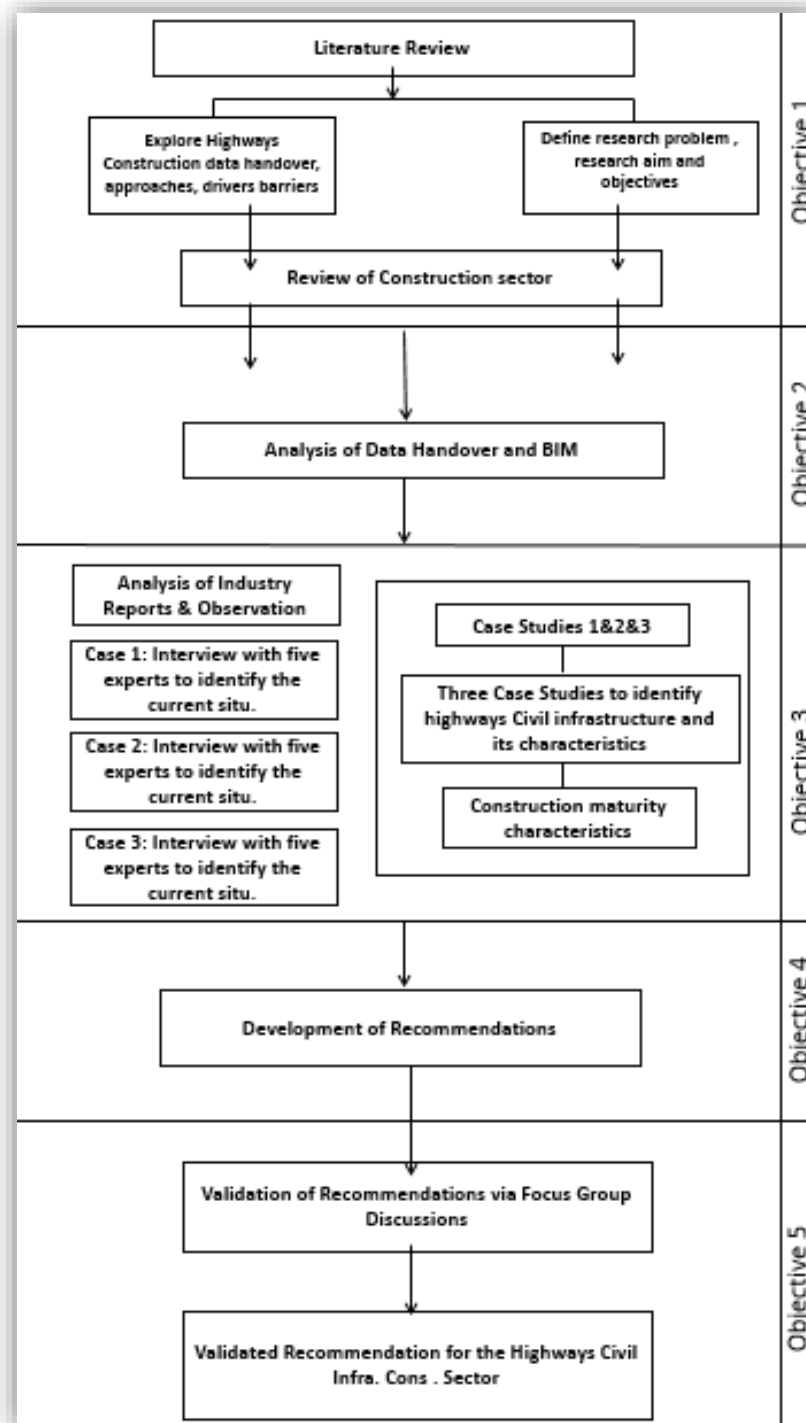 Literature Review
Explore Highways
Construction data handover,
approaches, drivers barriers
Define research problem ,
research aim and
objectives
Review of Construction sector
Objective 1
Analysis of Data Handover and BIM
Objective 2
Analysis of Industry
Reports & Observation
Case 1: Interview with five
experts to identify the
current situ.
Case 2: Interview with five
experts to identify the
current situ.
Case 3: Interview with five
experts to identify the
current situ.
Case Studies 1&2&3
Three Case Studies to identify
highways Civil infrastructure and
its characteristics
Construction maturity
characteristics
Objective 3
Development of Recommendations
Objective 4
Validation of Recommendations via Focus Group
Discussions
Validated Recommendation for the Highways Civil
Infra. Cons . Sector
Objective 5